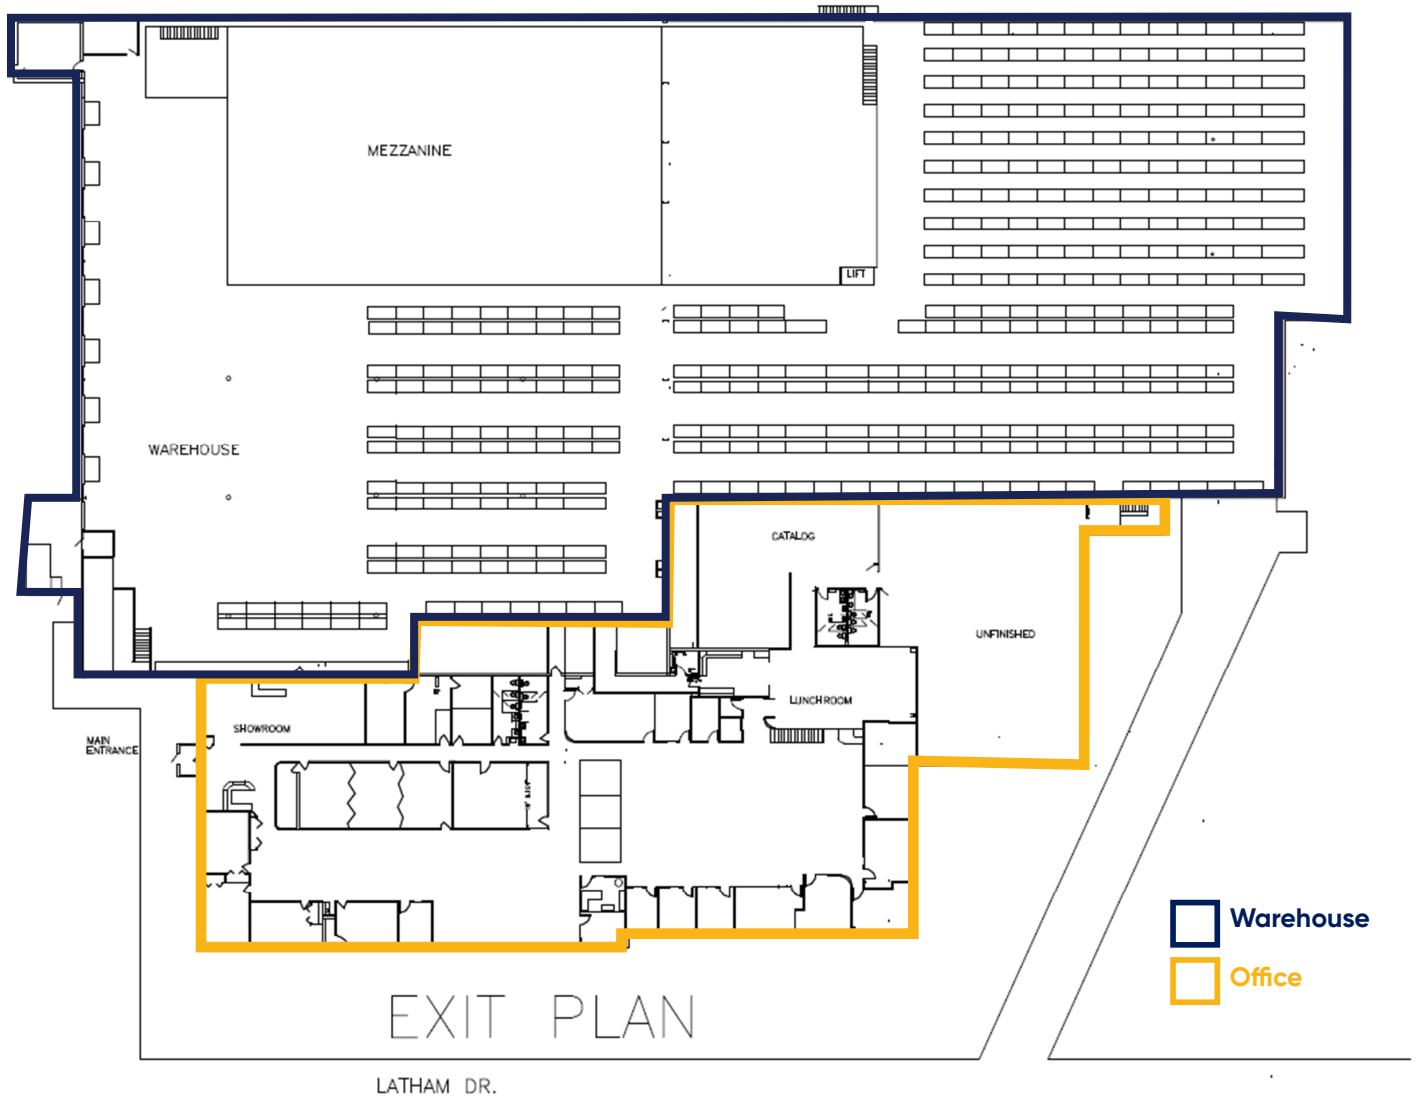 MEZZANINE
LIFT
WAREHOUSE
CATALOG
UNFINISHED
LUNCHROOM
SHOWROOM
MAIN
ENTRANCE
Warehouse
Office
EXIT PLAN
LATHAM DR.